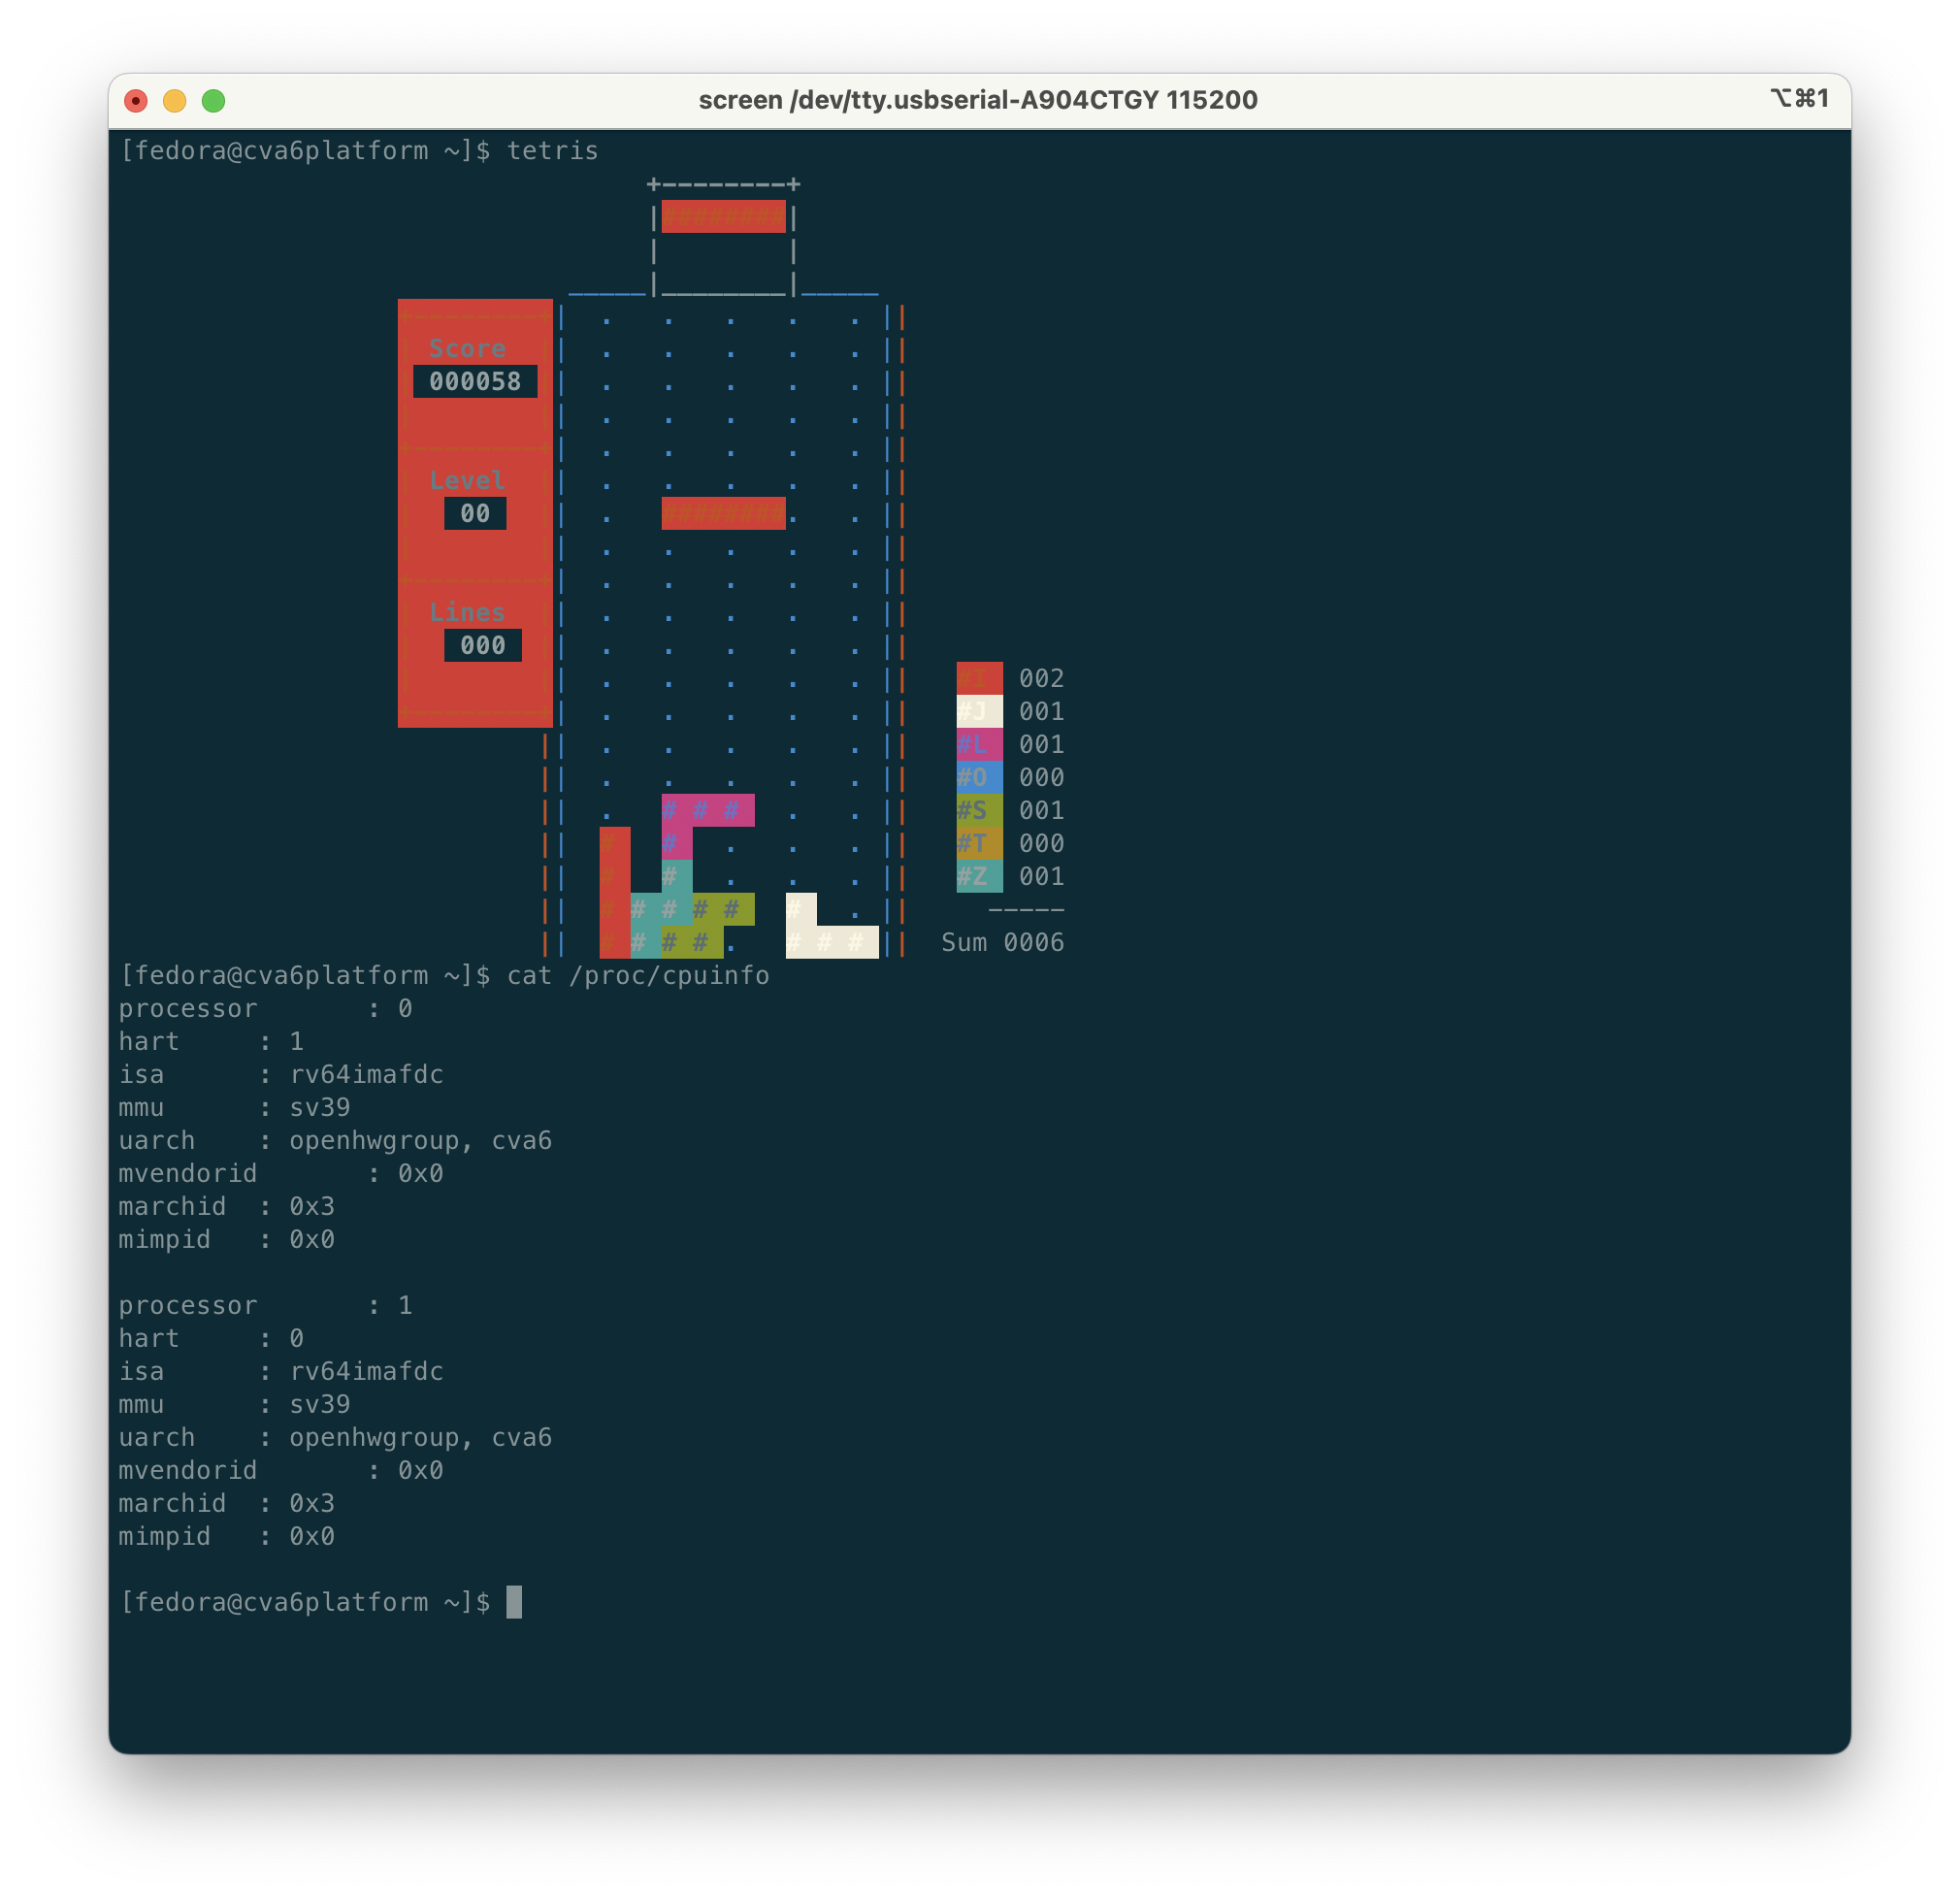 screen /dev/tty.usbserial-A904CTGY 115200 ⌥⌘1
[fedora@cva6platform ~]$ tetris
+--------+
|########|
|        |
_____|________|_____
+---------+|  .   .   .   .   . ||
Score |  .   .   .   .   . ||
000058 |  .   .   .   .   . ||
|  .   .   .   .   . ||
+---------+|  .   .   .   .   . ||
Level |  .   .   .   .   . ||
00 |  .   ########.   . ||
|  .   .   .   .   . ||
+---------+|  .   .   .   .   . ||
Lines |  .   .   .   .   . ||
000 |  .   .   .   .   . ||
|  .   .   .   .   . || #I 002
+---------+|  .   .   .   .   . || #J 001
||  .   .   .   .   . || #L 001
||  .   .   .   .   . || #O 000
||  .   # # #   .   . || #S 001
||  #   #   .   .   . || #T 000
||  #   #   .   .   . || #Z 001
||  # # # # #   #   . || -----
||  # # # # .   # # # || Sum 0006
[fedora@cva6platform ~]$ cat /proc/cpuinfo
processor       : 0
hart     : 1
isa      : rv64imafdc
mmu      : sv39
uarch    : openhwgroup, cva6
mvendorid       : 0x0
marchid  : 0x3
mimpid   : 0x0
processor       : 1
hart     : 0
isa      : rv64imafdc
mmu      : sv39
uarch    : openhwgroup, cva6
mvendorid       : 0x0
marchid  : 0x3
mimpid   : 0x0
[fedora@cva6platform ~]$